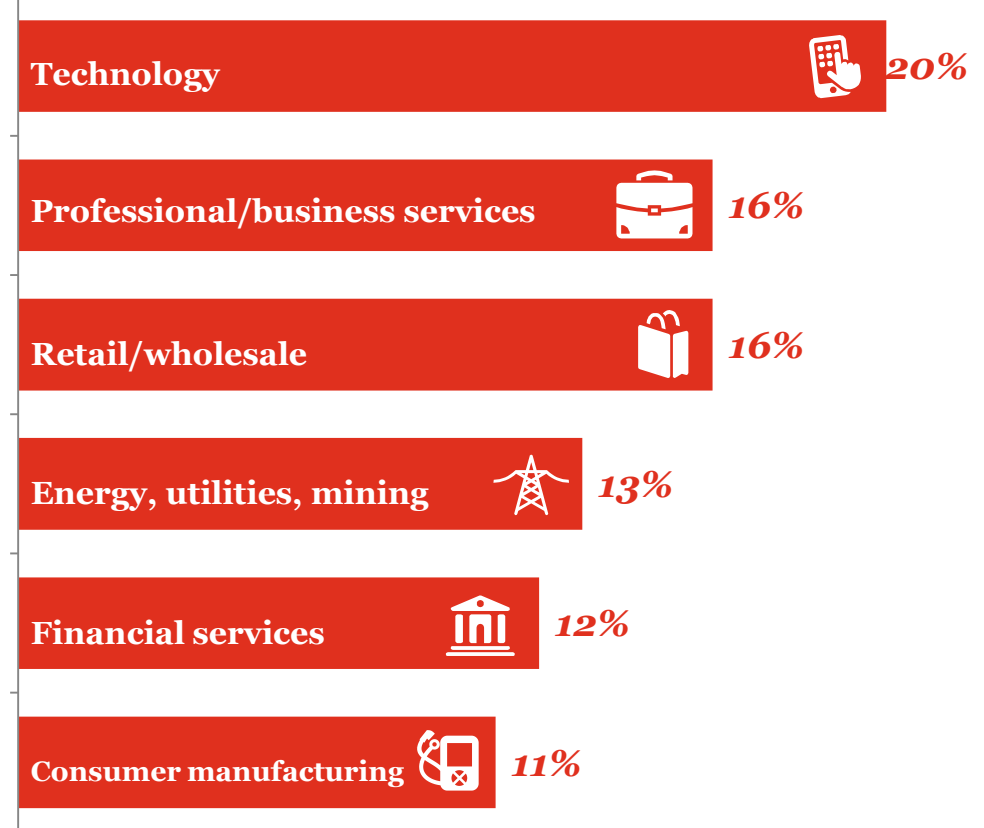 Technology 20%
Professional/business services 16%
Retail/wholesale 16%
Energy, utilities, mining 13%
Financial services 12%
Consumer manufacturing 11%